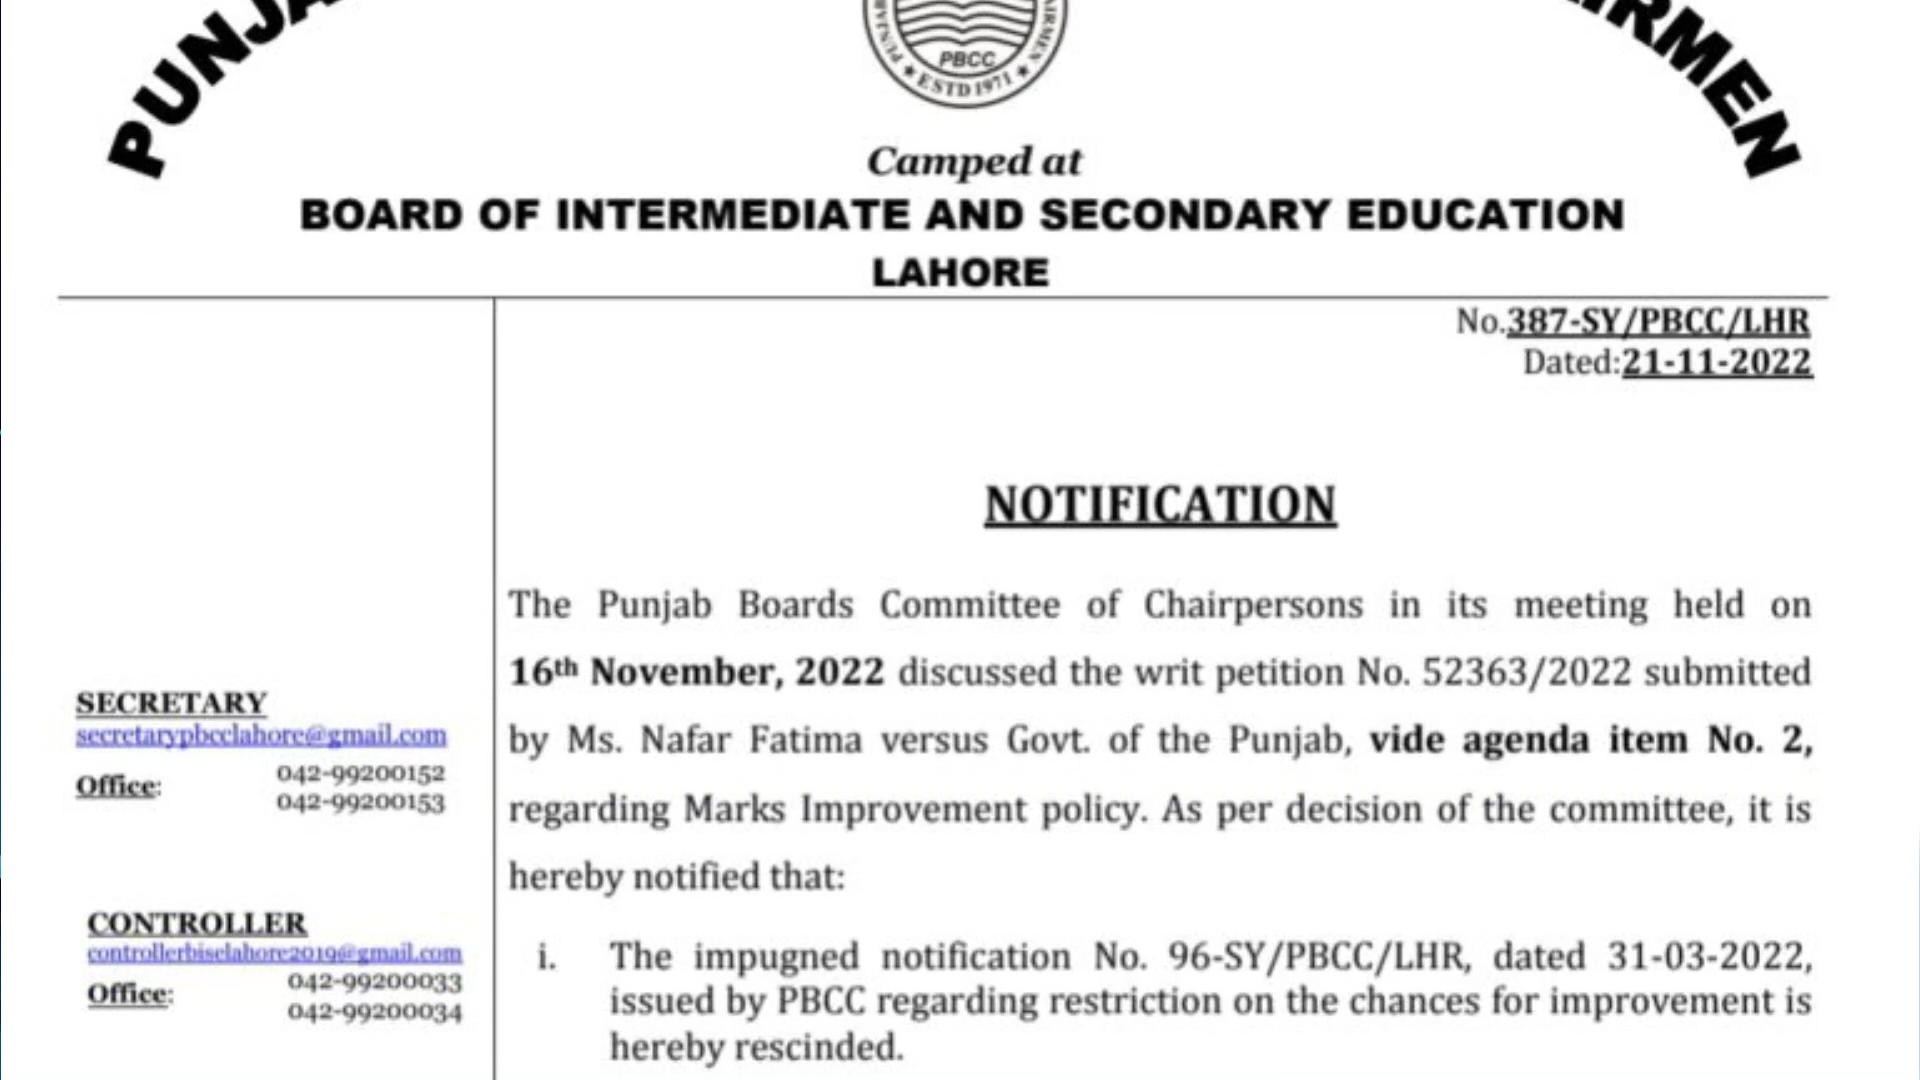 PUNJA
IRMEN
PBCC
ESTD 1971
Camped at
BOARD OF INTERMEDIATE AND SECONDARY EDUCATION
LAHORE
No.387-SY/PBCC/LHR
Dated:21-11-2022
NOTIFICATION
The Punjab Boards Committee of Chairpersons in its meeting held on
16th November, 2022 discussed the writ petition No. 52363/2022 submitted
by Ms. Nafar Fatima versus Govt. of the Punjab, vide agenda item No. 2,
regarding Marks Improvement policy. As per decision of the committee, it is
hereby notified that:
i. The impugned notification No. 96-SY/PBCC/LHR, dated 31-03-2022,
issued by PBCC regarding restriction on the chances for improvement is
hereby rescinded.
SECRETARY
secretarypbcclahore@gmail.com
Office: 042-99200152
042-99200153
CONTROLLER
controllerbiselahore2019@gmail.com
Office: 042-99200033
042-99200034